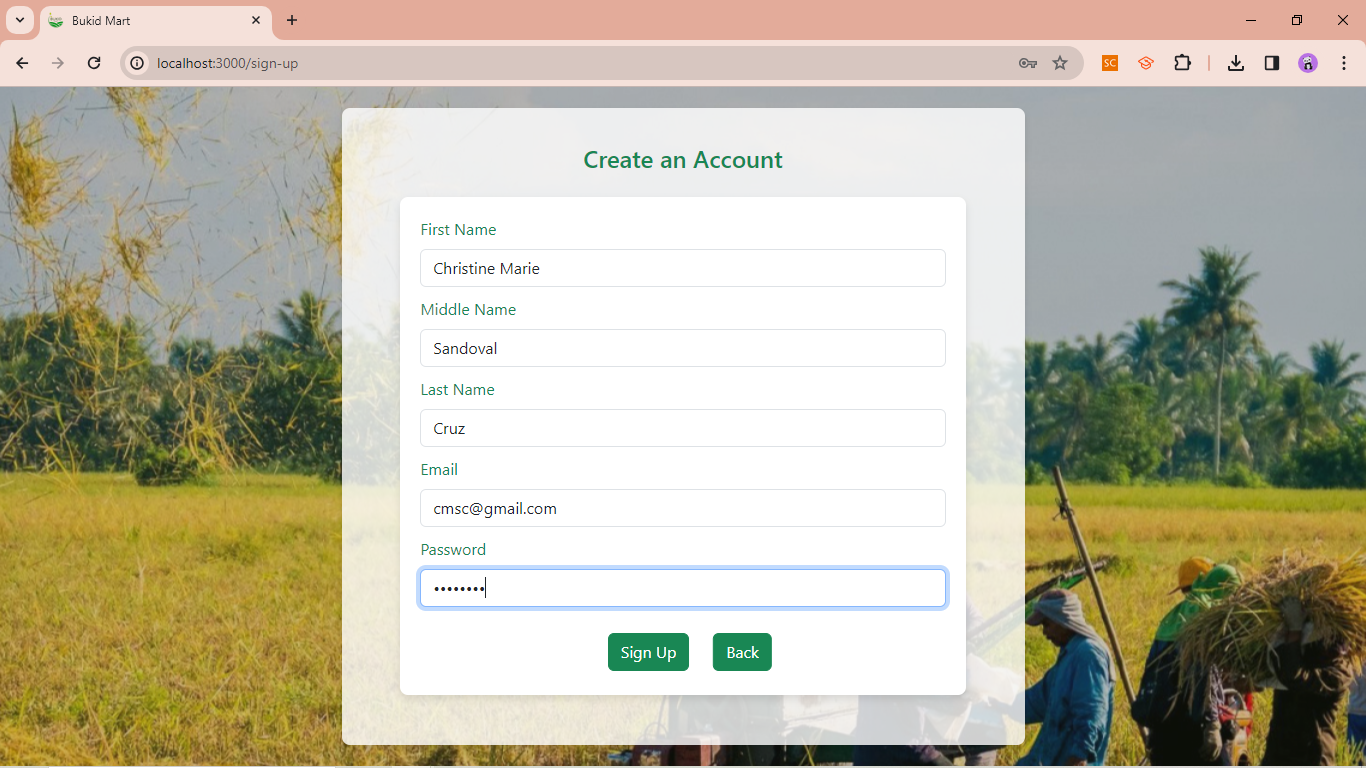 Bukid Mart
localhost:3000/sign-up
SC
Create an Account
First Name
Christine Marie
Middle Name
Sandoval
Last Name
Cruz
Email
cmsc@gmail.com
Password
••••••••
Sign Up Back